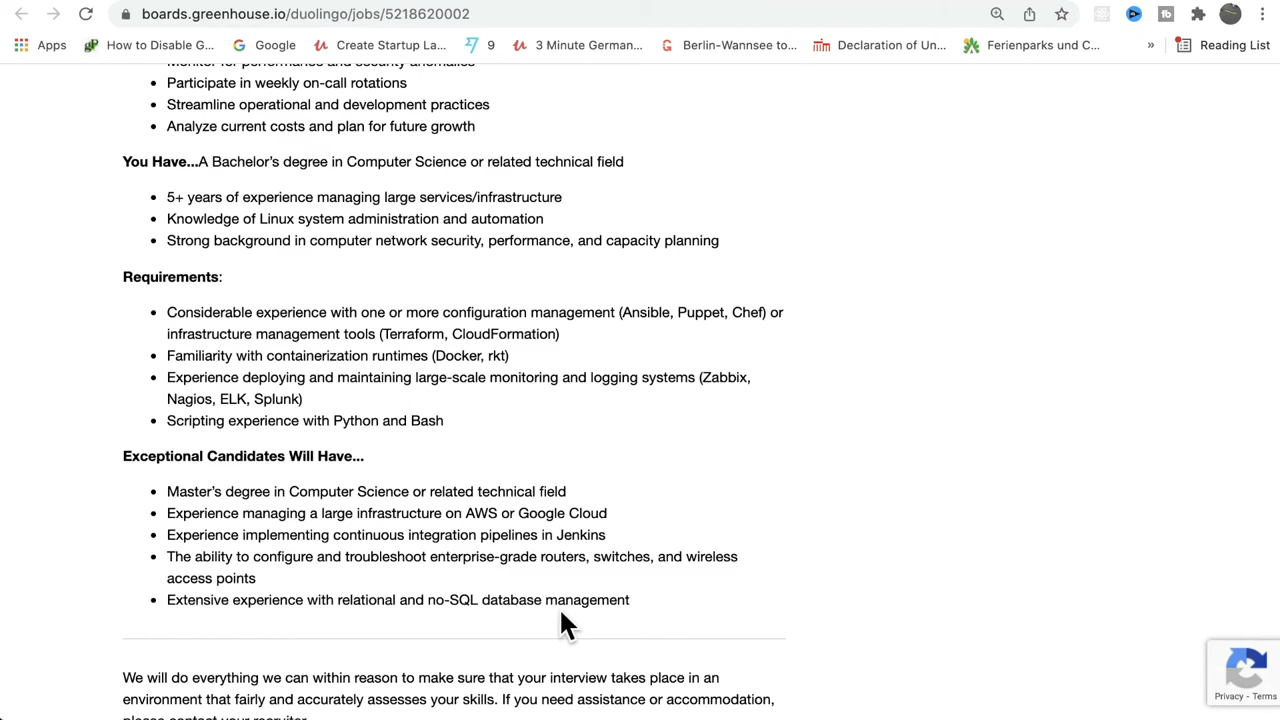 boards.greenhouse.io/duolingo/jobs/5218620002
Apps How to Disable G... Google Create Startup La... 9 3 Minute German... Berlin-Wannsee to... Declaration of Un... Ferienparks und C... » Reading List
Monitor for performance and security anomalies
• Participate in weekly on-call rotations
• Streamline operational and development practices
• Analyze current costs and plan for future growth
You Have...A Bachelor’s degree in Computer Science or related technical field
• 5+ years of experience managing large services/infrastructure
• Knowledge of Linux system administration and automation
• Strong background in computer network security, performance, and capacity planning
Requirements:
• Considerable experience with one or more configuration management (Ansible, Puppet, Chef) or
infrastructure management tools (Terraform, CloudFormation)
• Familiarity with containerization runtimes (Docker, rkt)
• Experience deploying and maintaining large-scale monitoring and logging systems (Zabbix,
Nagios, ELK, Splunk)
• Scripting experience with Python and Bash
Exceptional Candidates Will Have...
• Master’s degree in Computer Science or related technical field
• Experience managing a large infrastructure on AWS or Google Cloud
• Experience implementing continuous integration pipelines in Jenkins
• The ability to configure and troubleshoot enterprise-grade routers, switches, and wireless
access points
• Extensive experience with relational and no-SQL database management
We will do everything we can within reason to make sure that your interview takes place in an
environment that fairly and accurately assesses your skills. If you need assistance or accommodation,
please contact your recruiter
Privacy - Terms